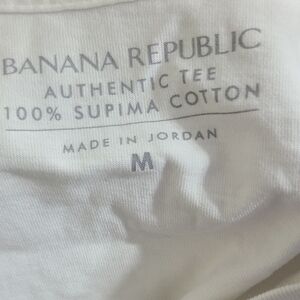 BANANA REPUBLIC
AUTHENTIC TEE
100% SUPIMA COTTON
MADE IN JORDAN
M